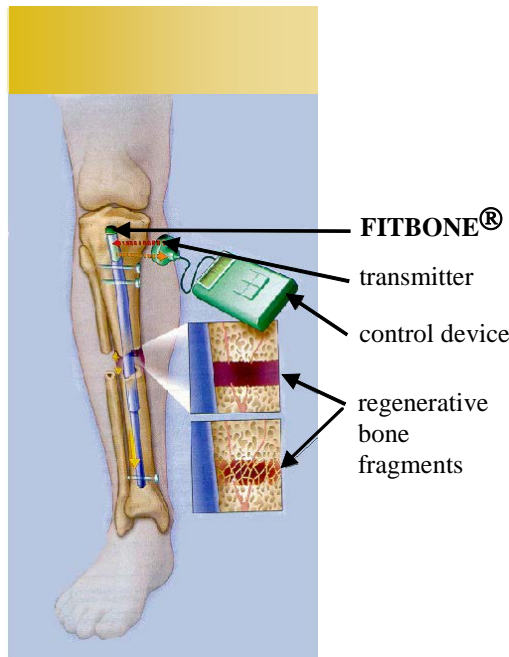 FITBONE®
transmitter
control device
regenerative
bone
fragments